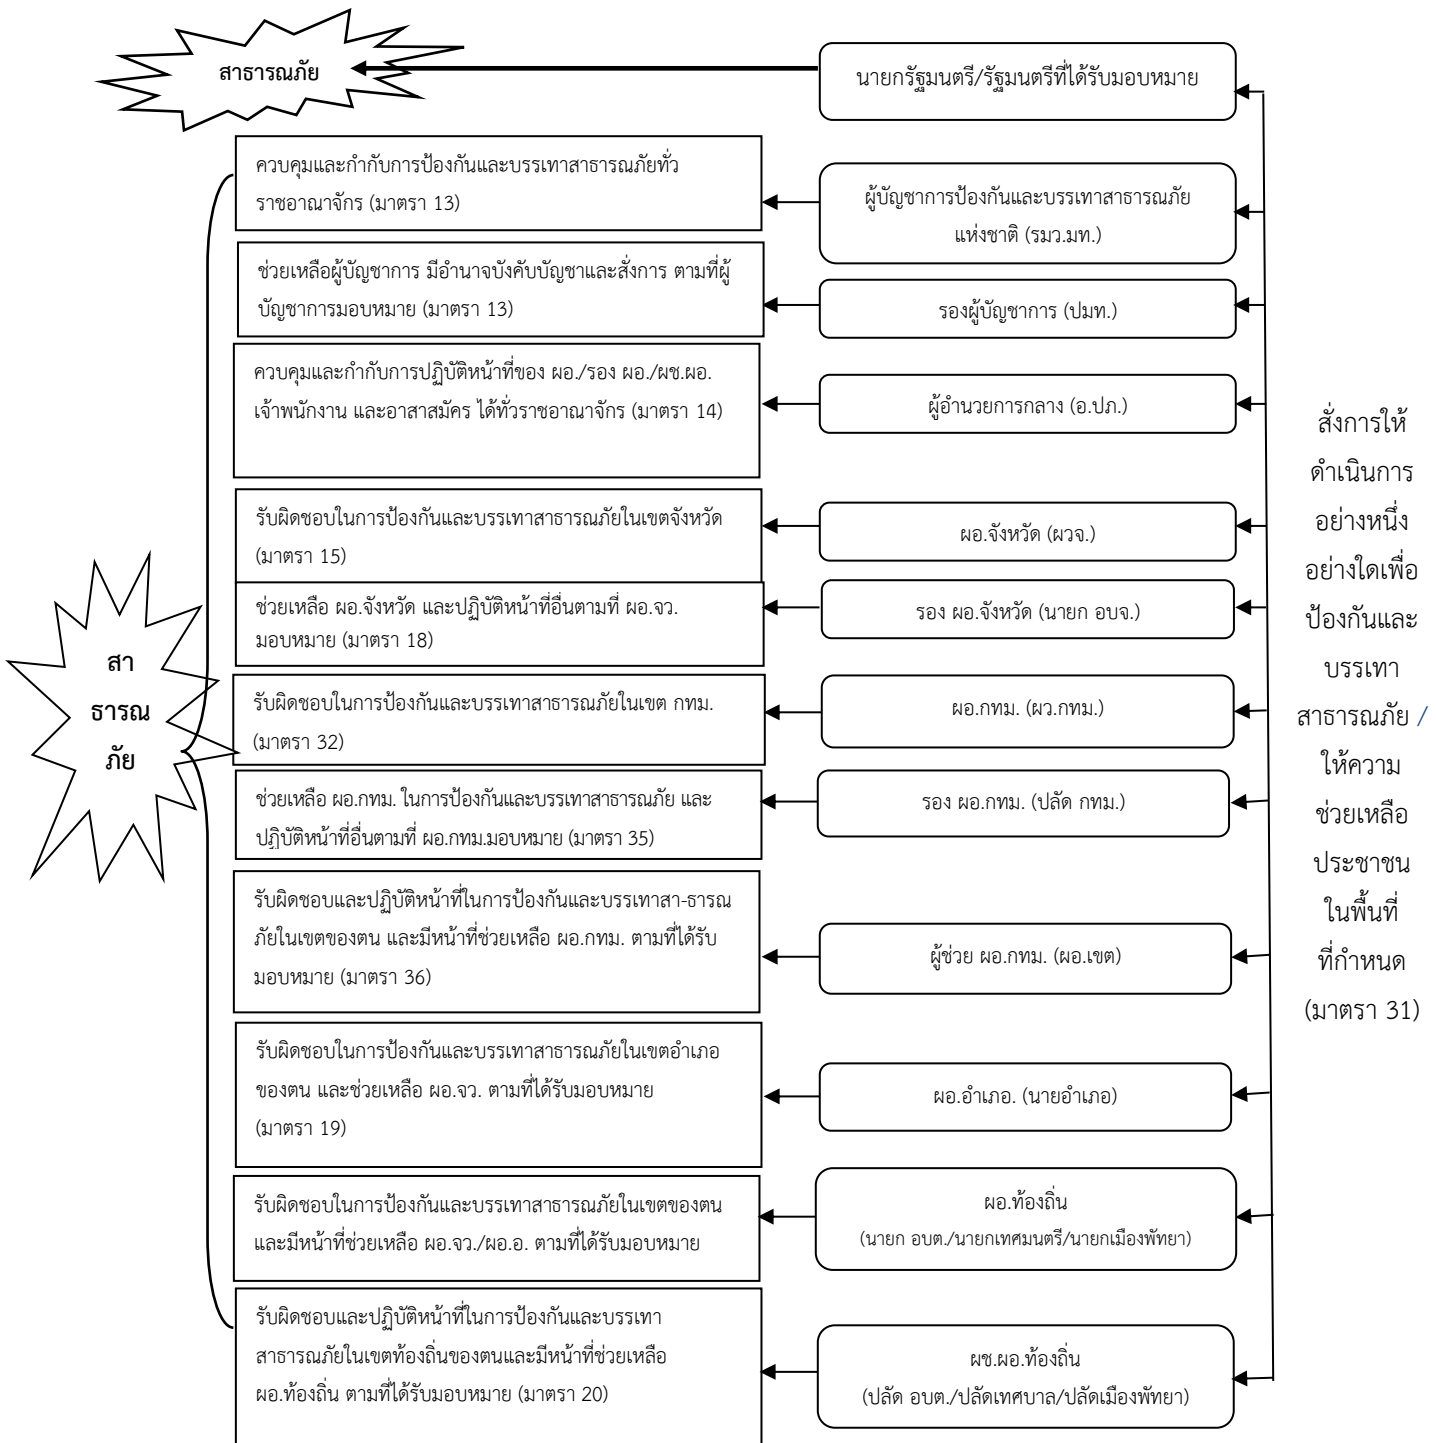 สาธารณภัย
นายกรัฐมนตรี/รัฐมนตรีที่ได้รับมอบหมาย
ควบคุมและกำกับการป้องกันและบรรเทาสาธารณภัยทั่ว
ราชอาณาจักร (มาตรา 13)
ผู้บัญชาการป้องกันและบรรเทาสาธารณภัย
แห่งชาติ (รมว.มท.)
ช่วยเหลือผู้บัญชาการ มีอำนาจบังคับบัญชาและสั่งการ ตามที่ผู้
บัญชาการมอบหมาย (มาตรา 13)
รองผู้บัญชาการ (ปมท.)
ควบคุมและกำกับการปฏิบัติหน้าที่ของ ผอ./รอง ผอ./ผช.ผอ.
เจ้าพนักงาน และอาสาสมัคร ได้ทั่วราชอาณาจักร (มาตรา 14)
ผู้อำนวยการกลาง (อ.ปภ.)
รับผิดชอบในการป้องกันและบรรเทาสาธารณภัยในเขตจังหวัด
(มาตรา 15)
ผอ.จังหวัด (ผวจ.)
ช่วยเหลือ ผอ.จังหวัด และปฏิบัติหน้าที่อื่นตามที่ ผอ.จว.
มอบหมาย (มาตรา 18)
รอง ผอ.จังหวัด (นายก อบจ.)
รับผิดชอบในการป้องกันและบรรเทาสาธารณภัยในเขต กทม.
(มาตรา 32)
ผอ.กทม. (ผว.กทม.)
ช่วยเหลือ ผอ.กทม. ในการป้องกันและบรรเทาสาธารณภัย และ
ปฏิบัติหน้าที่อื่นตามที่ ผอ.กทม.มอบหมาย (มาตรา 35)
รอง ผอ.กทม. (ปลัด กทม.)
รับผิดชอบและปฏิบัติหน้าที่ในการป้องกันและบรรเทาสา-ธารณ
ภัยในเขตของตน และมีหน้าที่ช่วยเหลือ ผอ.กทม. ตามที่ได้รับ
มอบหมาย (มาตรา 36)
ผู้ช่วย ผอ.กทม. (ผอ.เขต)
รับผิดชอบในการป้องกันและบรรเทาสาธารณภัยในเขตอำเภอ
ของตน และช่วยเหลือ ผอ.จว. ตามที่ได้รับมอบหมาย
(มาตรา 19)
ผอ.อำเภอ. (นายอำเภอ)
รับผิดชอบในการป้องกันและบรรเทาสาธารณภัยในเขตของตน
และมีหน้าที่ช่วยเหลือ ผอ.จว./ผอ.อ. ตามที่ได้รับมอบหมาย
ผอ.ท้องถิ่น
(นายก อบต./นายกเทศมนตรี/นายกเมืองพัทยา)
รับผิดชอบและปฏิบัติหน้าที่ในการป้องกันและบรรเทา
สาธารณภัยในเขตท้องถิ่นของตนและมีหน้าที่ช่วยเหลือ
ผอ.ท้องถิ่น ตามที่ได้รับมอบหมาย (มาตรา 20)
ผช.ผอ.ท้องถิ่น
(ปลัด อบต./ปลัดเทศบาล/ปลัดเมืองพัทยา)
สา
ธารณ
ภัย
สั่งการให้
ดำเนินการ
อย่างหนึ่ง
อย่างใดเพื่อ
ป้องกันและ
บรรเทา
สาธารณภัย /
ให้ความ
ช่วยเหลือ
ประชาชน
ในพื้นที่
ที่กำหนด
(มาตรา 31)